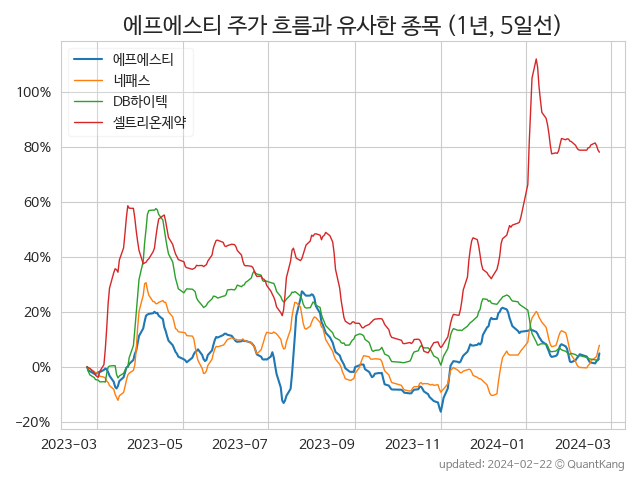 에프에스티 주가 흐름과 유사한 종목 (1년, 5일선)
에프에스티
네패스
DB하이텍
셀트리온제약
100%
80%
60%
40%
20%
0%
−20%
2023-03 2023-05 2023-07 2023-09 2023-11 2024-01 2024-03
updated: 2024-02-22 © QuantKang